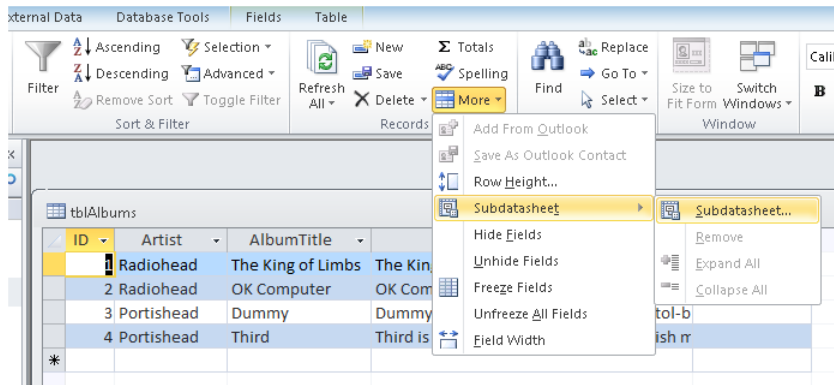 xternal Data Database Tools Fields Table
Ascending Selection New Σ Totals Replace Cali
Descending Advanced Save Spelling Go To
Filter Remove Sort Toggle Filter Refresh All Delete More Find Select Size to Fit Form Switch Windows B
Sort & Filter Records Window
Add From Outlook
Save As Outlook Contact
Row Height...
tblAlbums Subdatasheet Subdatasheet...
ID Artist AlbumTitle Hide Fields Remove
1 Radiohead The King of Limbs The Kin Unhide Fields Expand All
2 Radiohead OK Computer OK Com Freeze Fields Collapse All
3 Portishead Dummy Dummy Unfreeze All Fields tol-b
4 Portishead Third Third is Field Width ish m